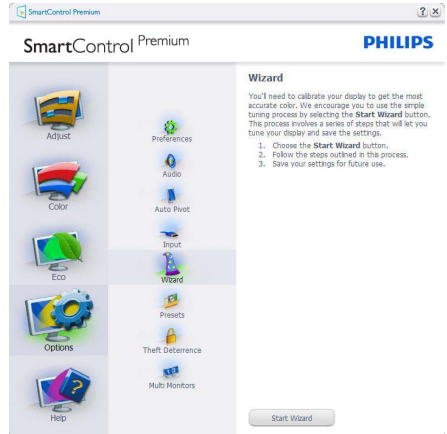 SmartControl Premium
SmartControl Premium
PHILIPS
Adjust
Color
Eco
Options
Help
Preferences
Audio
Auto Pivot
Input
Wizard
Presets
Theft Deterrence
Multi Monitors
Wizard
You'll need to calibrate your display to get the most
accurate color. We encourage you to use the simple
tuning process by selecting the Start Wizard button.
This process involves a series of steps that will let you
tune your display and save the settings.
1. Choose the Start Wizard button.
2. Follow the steps outlined in this process.
3. Save your settings for future use.
Start Wizard